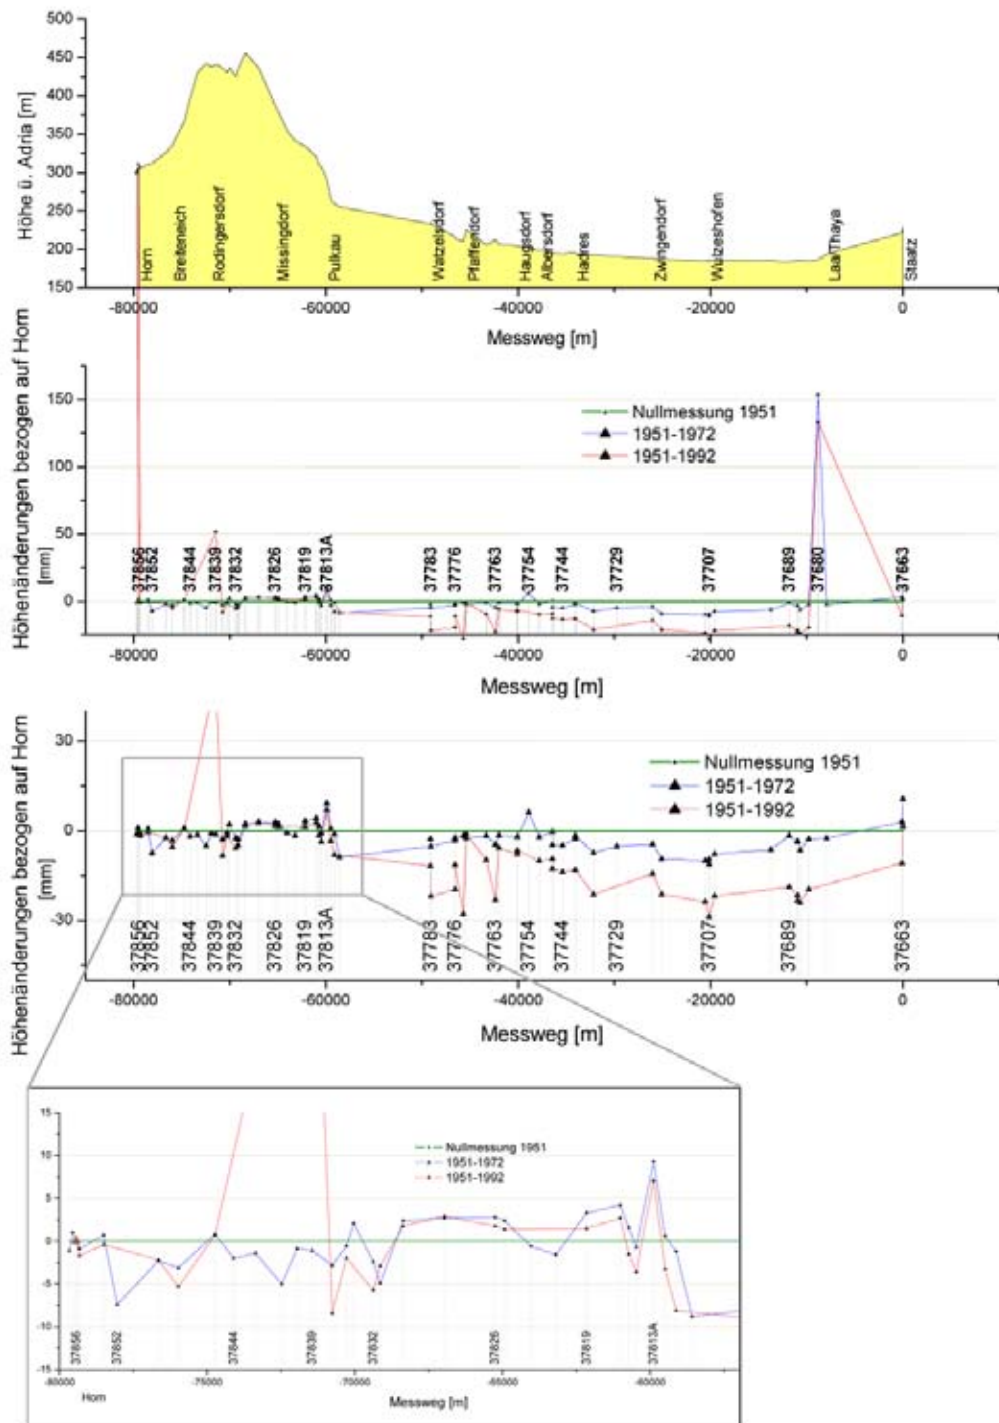 500
450
400
350
300
250
200
150
Höhe ü. Adria [m]
Horn
Breiteneich
Rodingersdorf
Missingdorf
Pulkau
Watzelsdorf
Pfaffendorf
Haugsdorf
Alberndorf
Hadres
Zwingendorf
Wulzeshofen
Laa/Thaya
Staatz
-80000 -60000 -40000 -20000 0
Messweg [m]
Höhenänderungen bezogen auf Horn
[mm]
150
100
50
0
Nullmessung 1951
1951-1972
1951-1992
37856 37852 37844 37839 37832 37826 37819 37813A 37783 37776 37763 37754 37744 37729 37707 37689 37680 37663
-80000 -60000 -40000 -20000 0
Messweg [m]
Höhenänderungen bezogen auf Horn
[mm]
30
0
-30
Nullmessung 1951
1951-1972
1951-1992
37856 37852 37844 37839 37832 37826 37819 37813A 37783 37776 37763 37754 37744 37729 37707 37689 37663
-80000 -60000 -40000 -20000 0
Messweg [m]
15
10
5
0
-5
-10
-15
Nullmessung 1951
1951-1972
1951-1992
37856 37852 37844 37839 37832 37826 37819 37813A
-80000 -75000 -70000 -65000 -60000
Horn
Messweg [m]